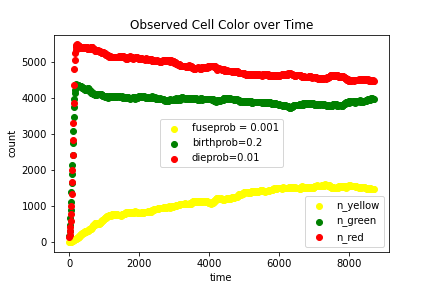 Observed Cell Color over Time
count
5000
4000
3000
2000
1000
0
fuseprob = 0.001
birthprob=0.2
dieprob=0.01
n_yellow
n_green
n_red
0
2000
4000
6000
8000
time